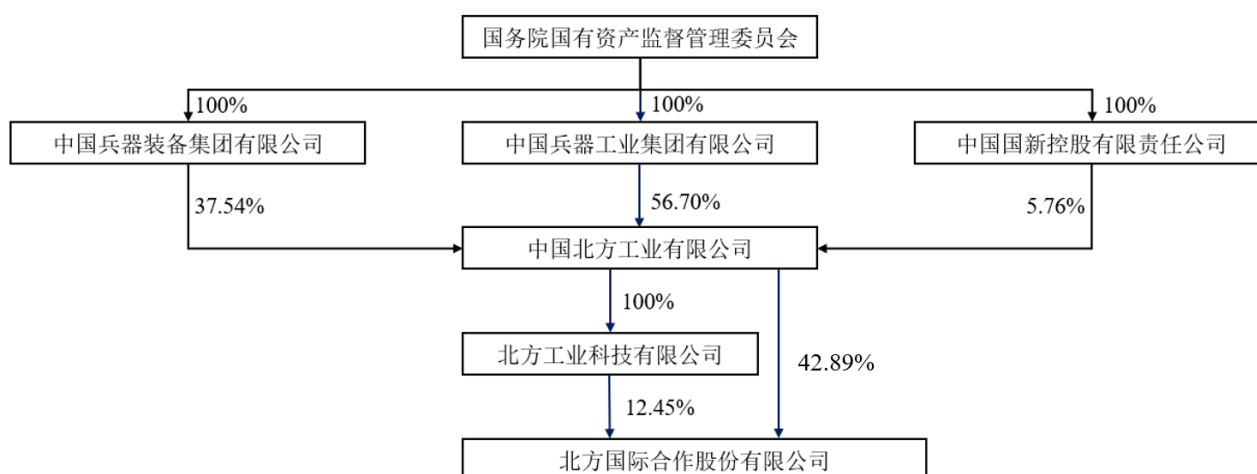 国务院国有资产监督管理委员会
100%
100%
100%
中国兵器装备集团有限公司
中国兵器工业集团有限公司
中国国新控股有限责任公司
37.54%
56.70%
5.76%
中国北方工业有限公司
100%
北方工业科技有限公司
42.89%
12.45%
北方国际合作股份有限公司